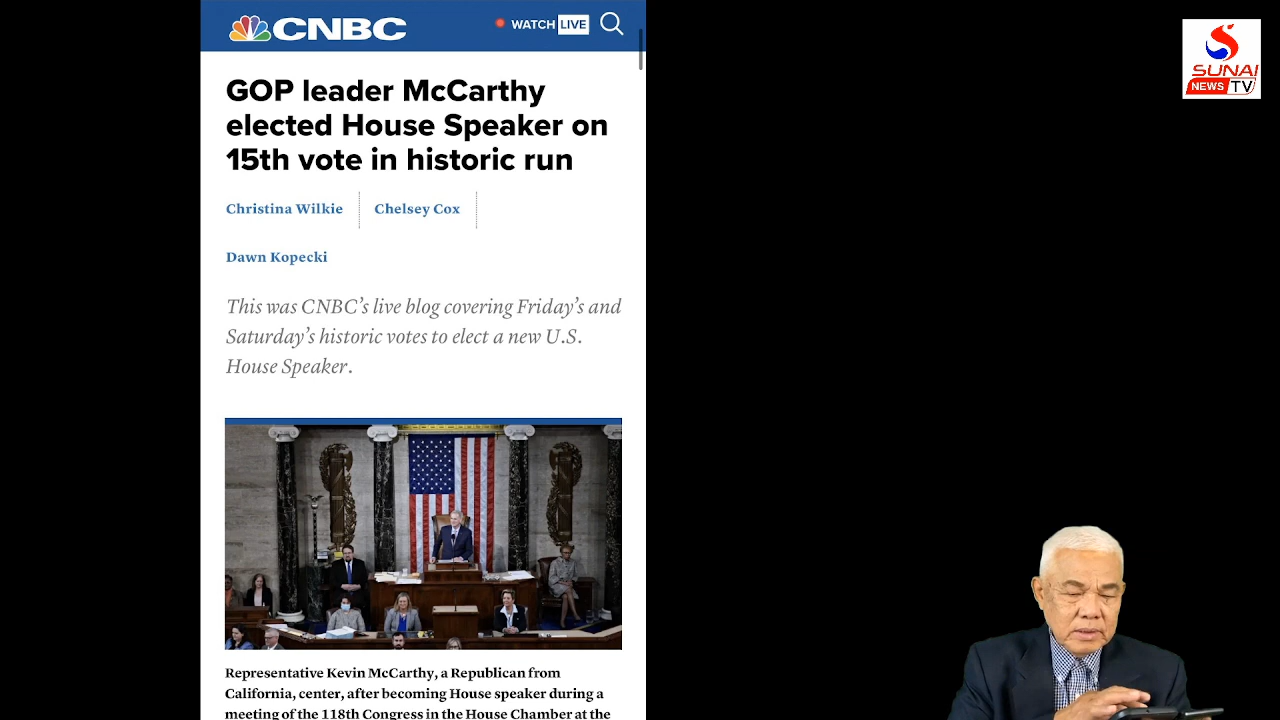 CNBC
WATCH LIVE
GOP leader McCarthy
elected House Speaker on
15th vote in historic run
Christina Wilkie
Chelsey Cox
Dawn Kopecki
This was CNBC's live blog covering Friday's and
Saturday's historic votes to elect a new U.S.
House Speaker.
Representative Kevin McCarthy, a Republican from
California, center, after becoming House speaker during a
meeting of the 118th Congress in the House Chamber at the
SUNAI
NEWS TV